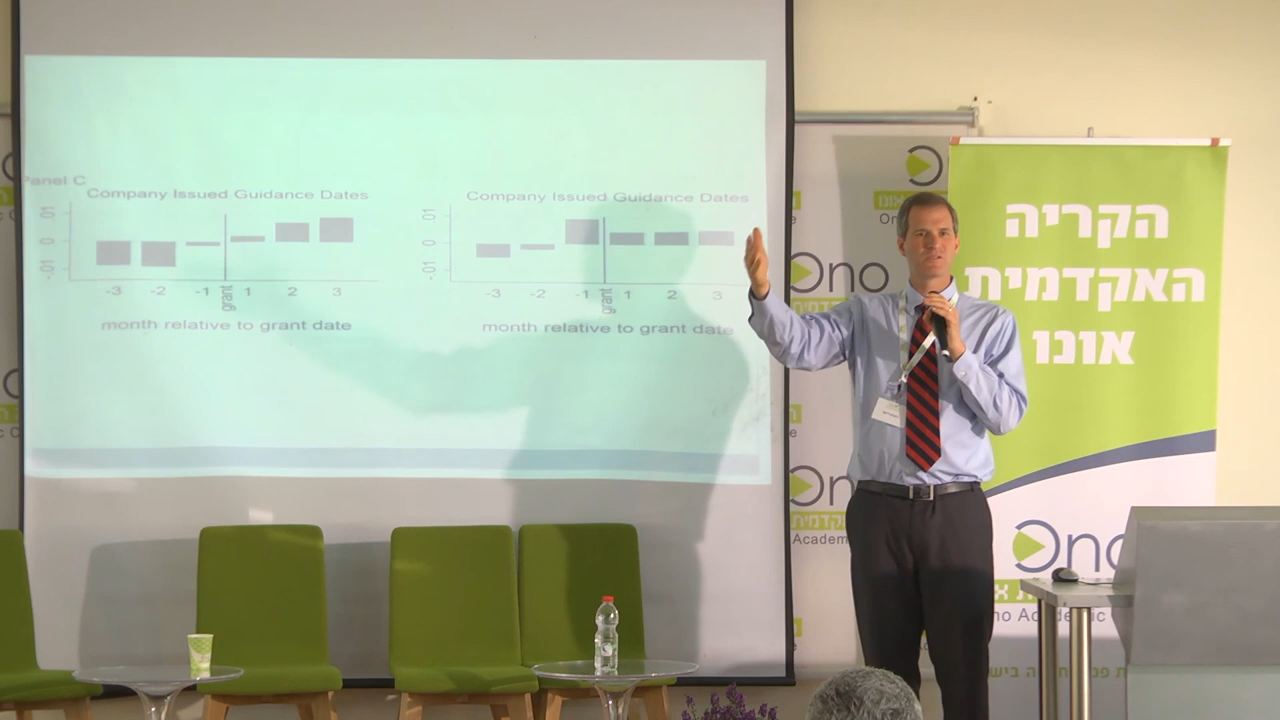 Panel C
Company Issued Guidance Dates
.01
0
-.01
-3 -2 -1 grant 1 2 3
month relative to grant date
Company Issued Guidance Dates
.01
0
-.01
-3 -2 -1 grant 1 2 3
month relative to grant date
הקריה
האקדמית
אונו
Ono
Ono
Academ